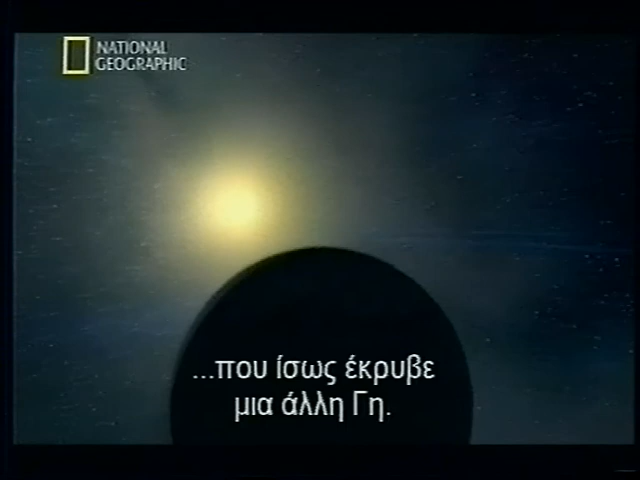 NATIONAL
GEOGRAPHIC
...που ίσως έκρυβε
μια άλλη Γη.